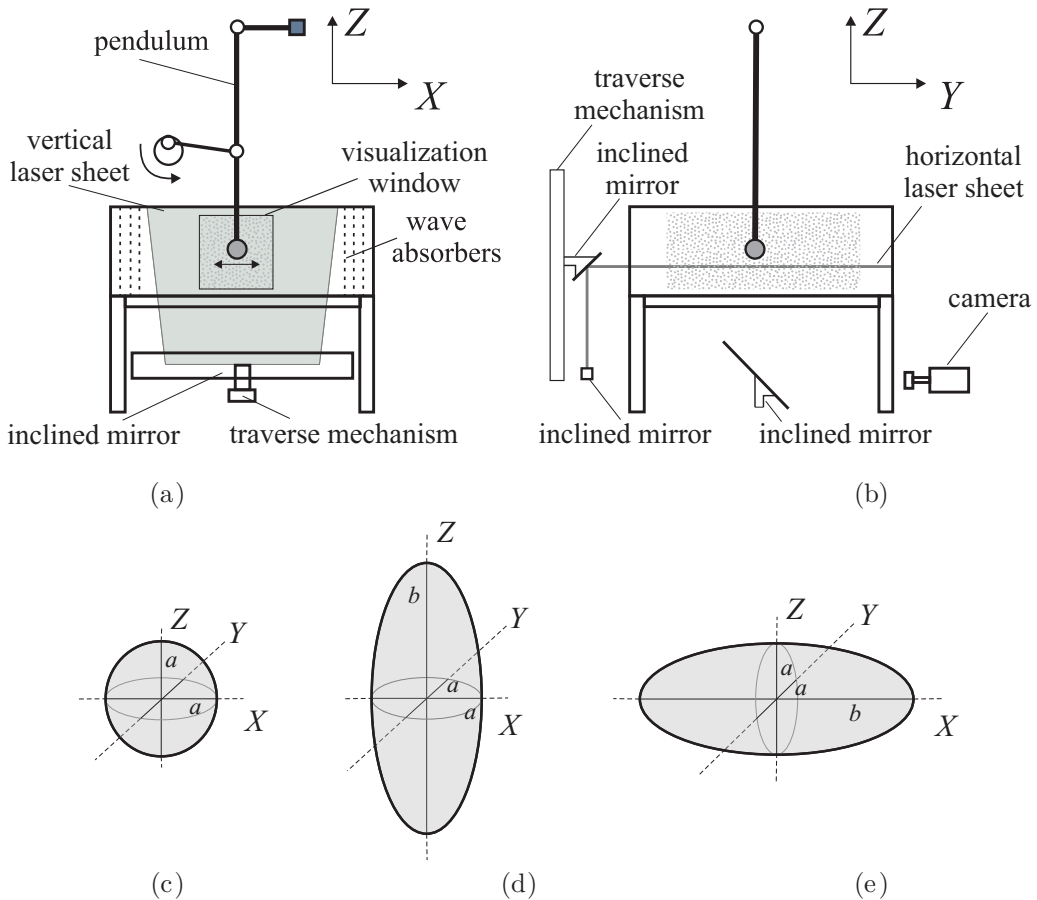 pendulum
Z
X
vertical
laser sheet
visualization
window
wave
absorbers
inclined mirror
traverse mechanism
(a)
Z
Y
traverse
mechanism
inclined
mirror
horizontal
laser sheet
camera
inclined mirror
inclined mirror
(b)
Z
Y
a
a
X
(c)
Z
b
Y
a
a
X
(d)
Z
Y
a
a
b
X
(e)